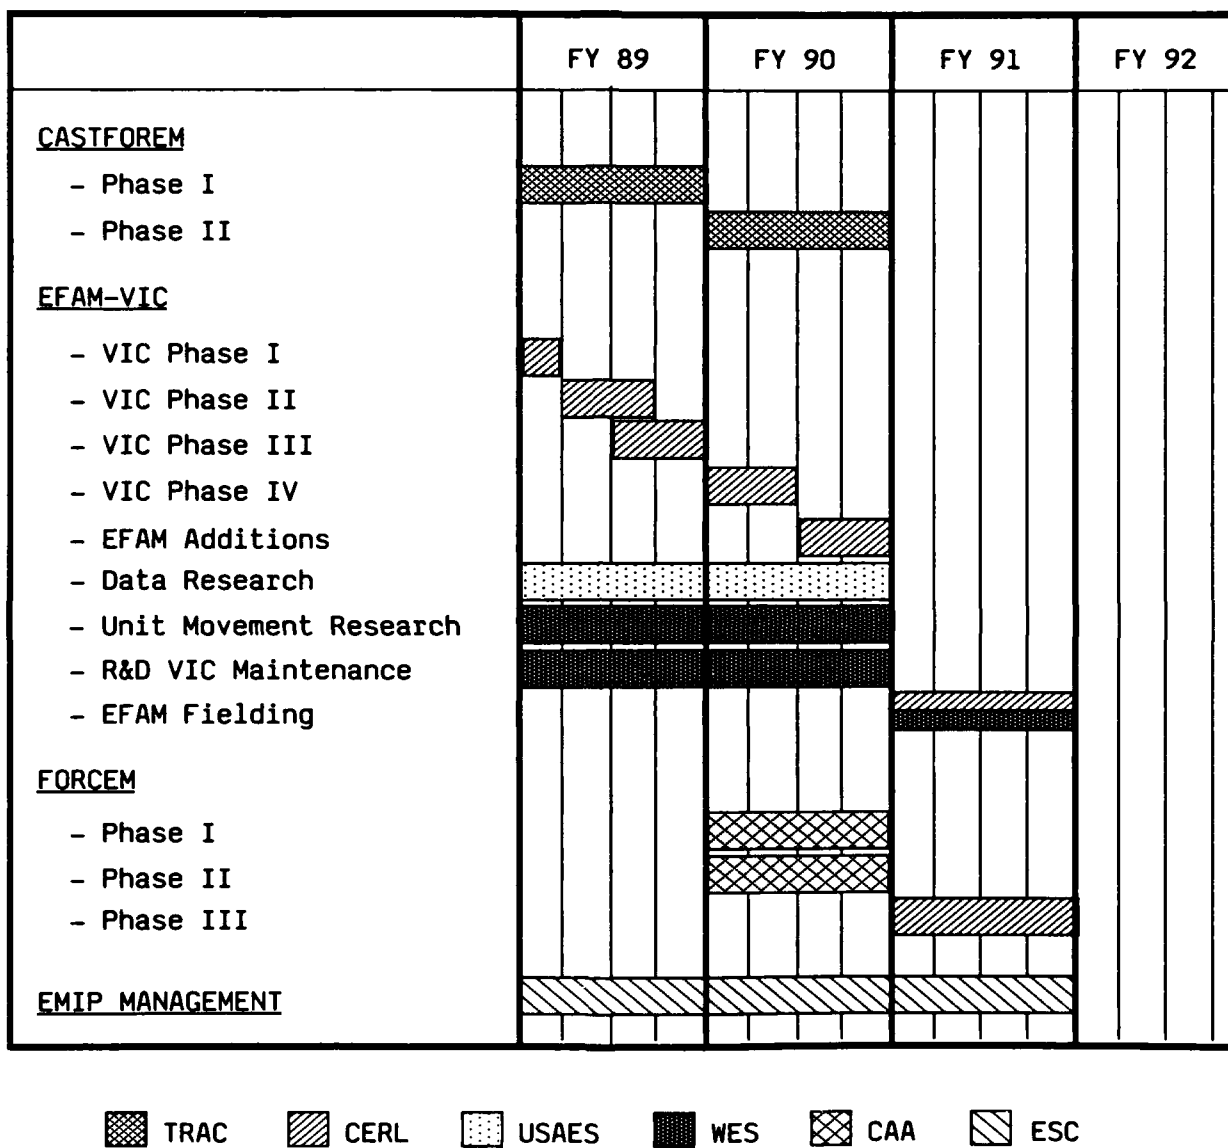 FY 89 FY 90 FY 91 FY 92
CASTFOREM
- Phase I
- Phase II
EFAM-VIC
- VIC Phase I
- VIC Phase II
- VIC Phase III
- VIC Phase IV
- EFAM Additions
- Data Research
- Unit Movement Research
- R&D VIC Maintenance
- EFAM Fielding
FORCEM
- Phase I
- Phase II
- Phase III
EMIP MANAGEMENT
TRAC CERL USAES WES CAA ESC